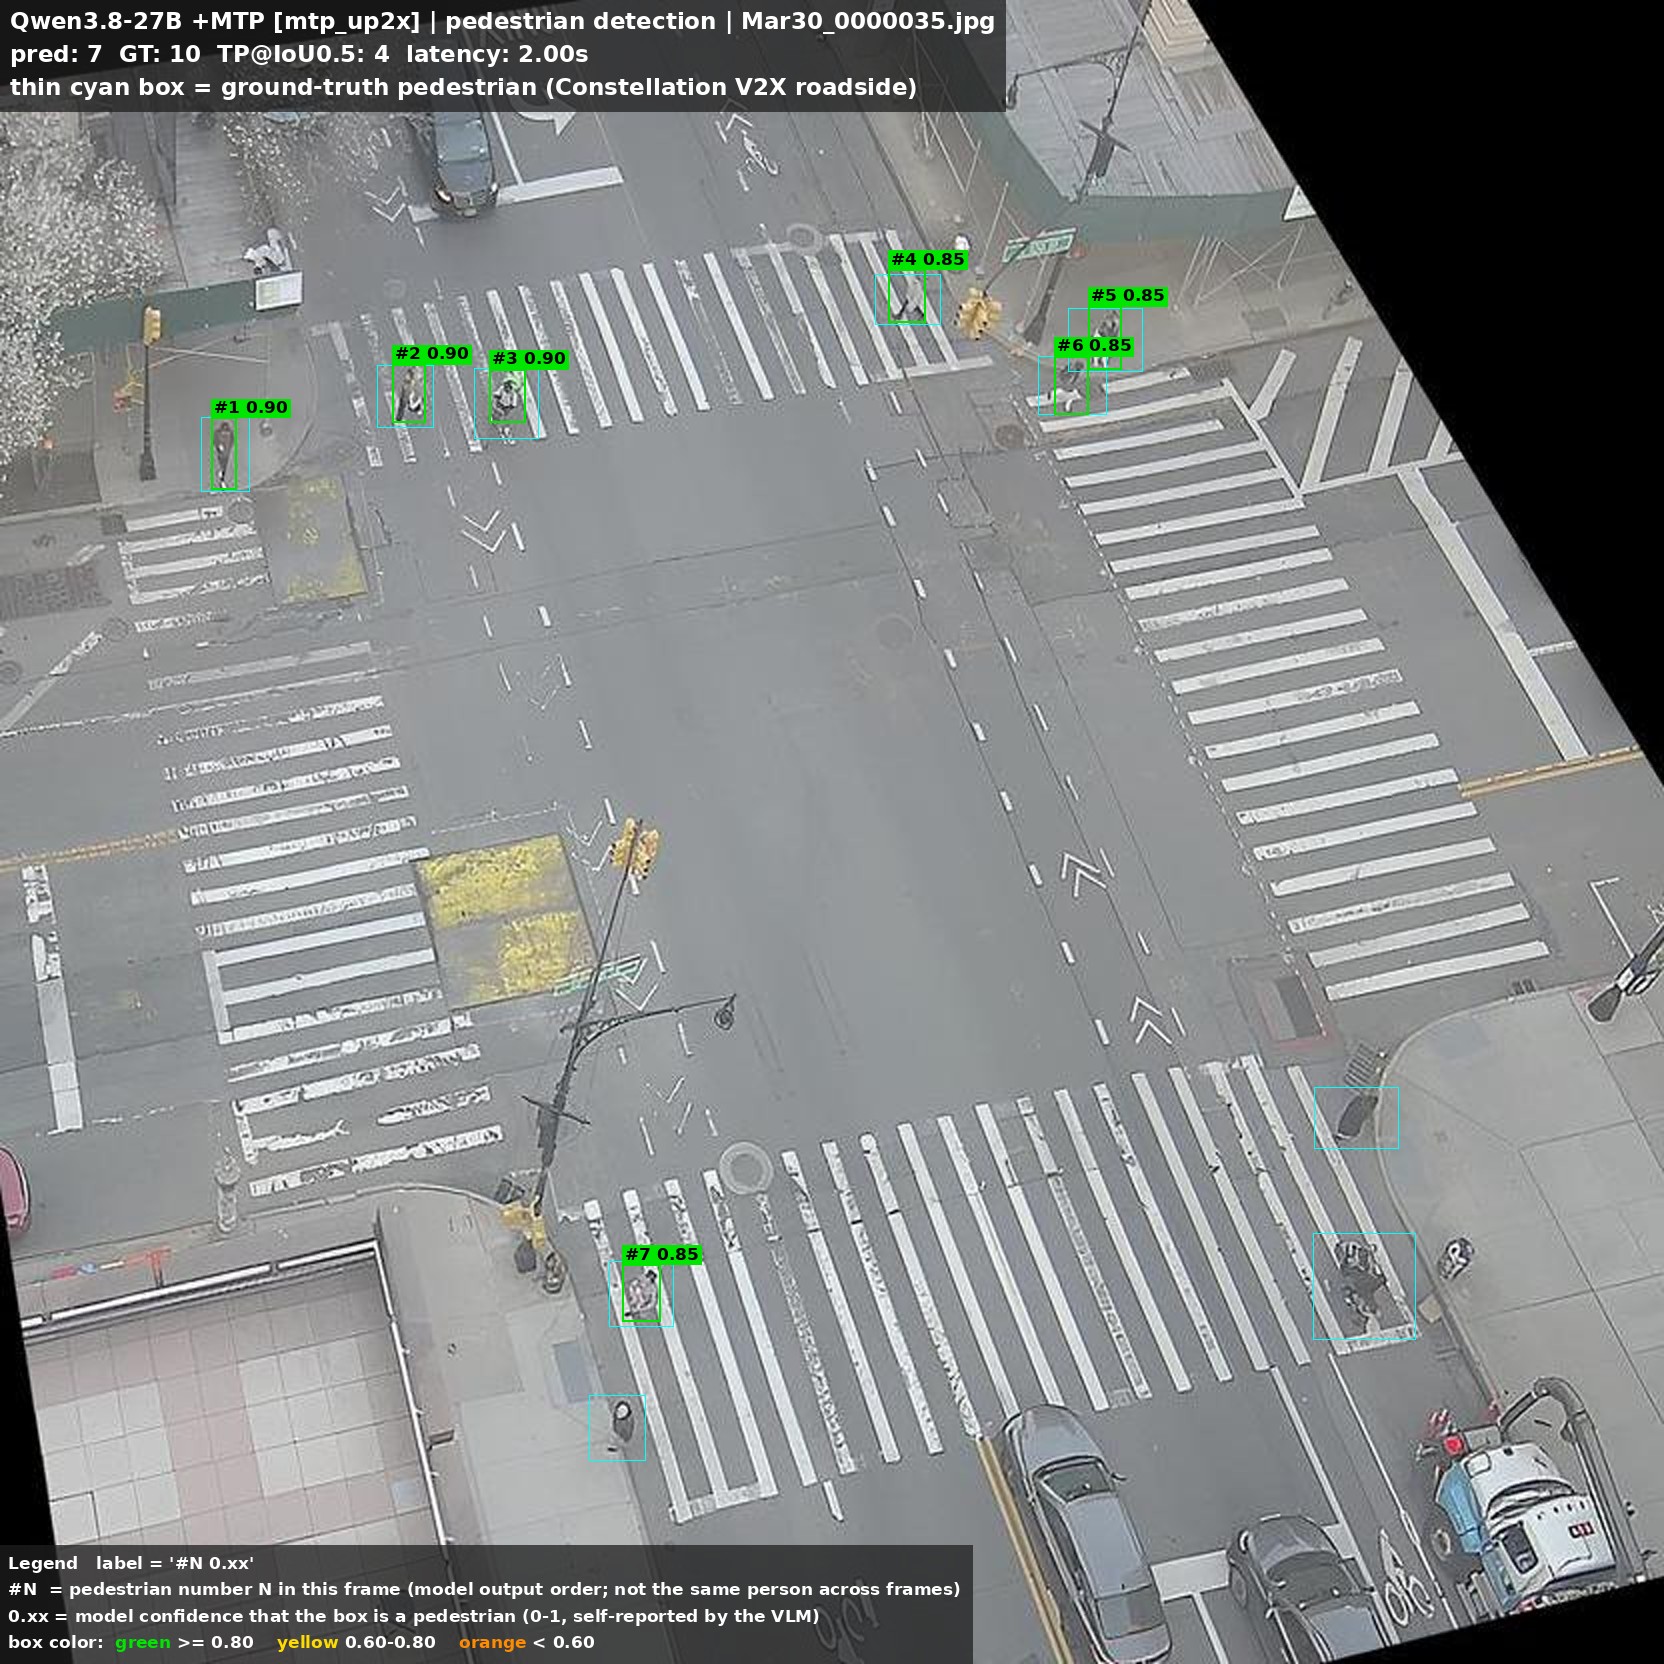 Qwen3.8-27B +MTP [mtp_up2x] | pedestrian detection | Mar30_0000035.jpg
pred: 7  GT: 10  TP@IoU0.5: 4  latency: 2.00s
thin cyan box = ground-truth pedestrian (Constellation V2X roadside)
#4 0.85
#5 0.85
#6 0.85
#2 0.90
#3 0.90
#1 0.90
#7 0.85
Legend   label = '#N 0.xx'
#N  = pedestrian number N in this frame (model output order; not the same person across frames)
0.xx = model confidence that the box is a pedestrian (0-1, self-reported by the VLM)
box color:  green >= 0.80    yellow 0.60-0.80    orange < 0.60